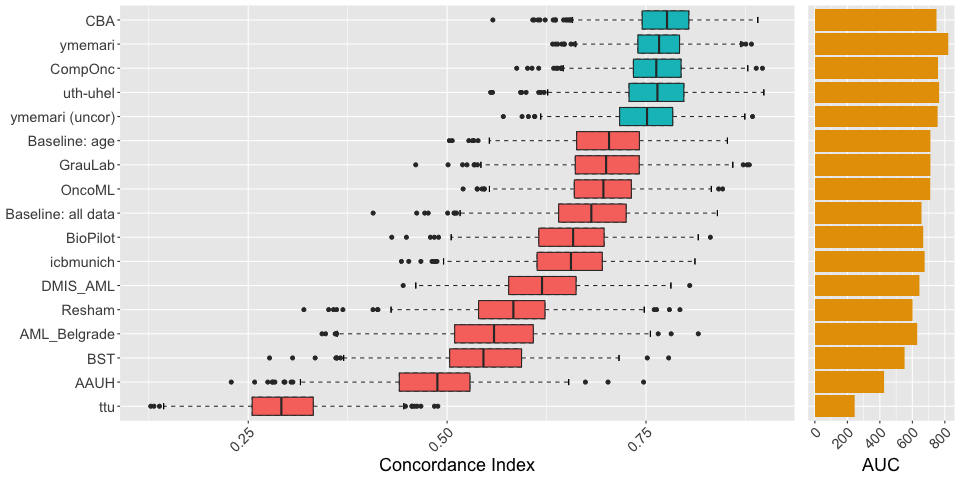 CBA
ymemari
CompOnc
uth-uhel
ymemari (uncor)
Baseline: age
GrauLab
OncoML
Baseline: all data
BioPilot
icbmunich
DMIS_AML
Resham
AML_Belgrade
BST
AAUH
ttu
0.25 0.50 0.75
Concordance Index
0 200 400 600 800
AUC